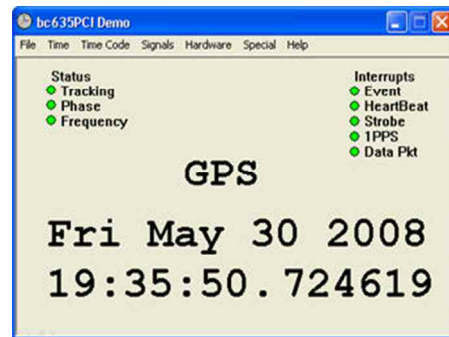 bc635PCI Demo
File Time Time Code Signals Hardware Special Help
Status
Tracking
Phase
Frequency
Interrupts
Event
HeartBeat
Strobe
1PPS
Data Pkt
GPS
Fri May 30 2008
19:35:50.724619